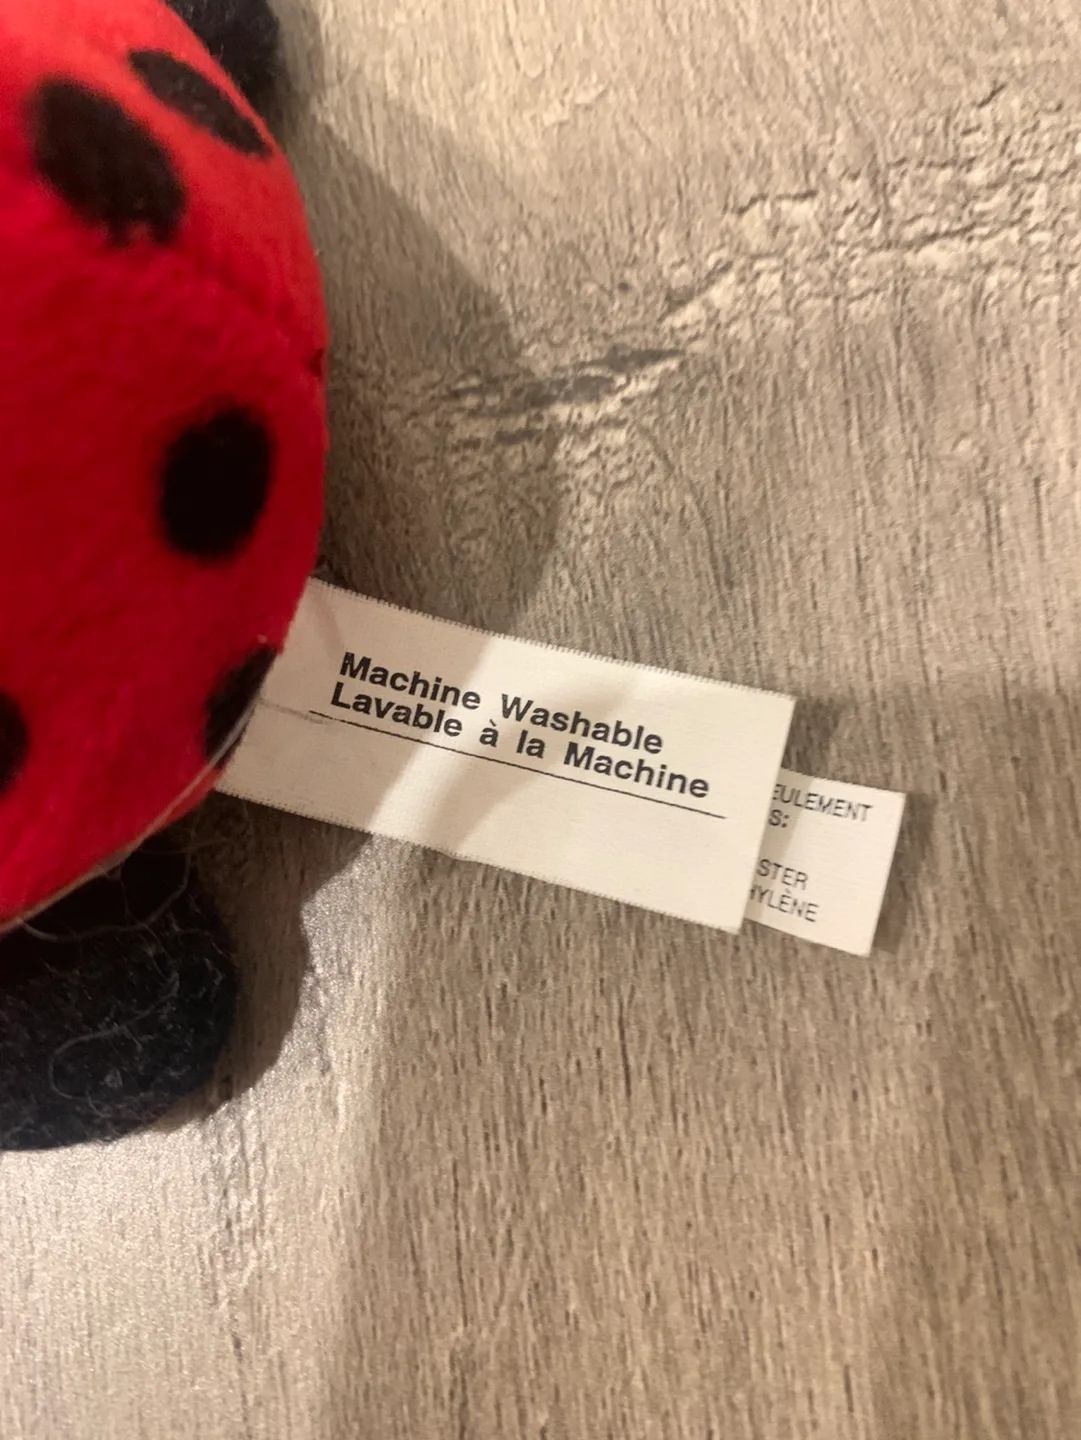 Machine Washable
Lavable à la Machine
EULEMENT
S:
STER
HYLÈNE